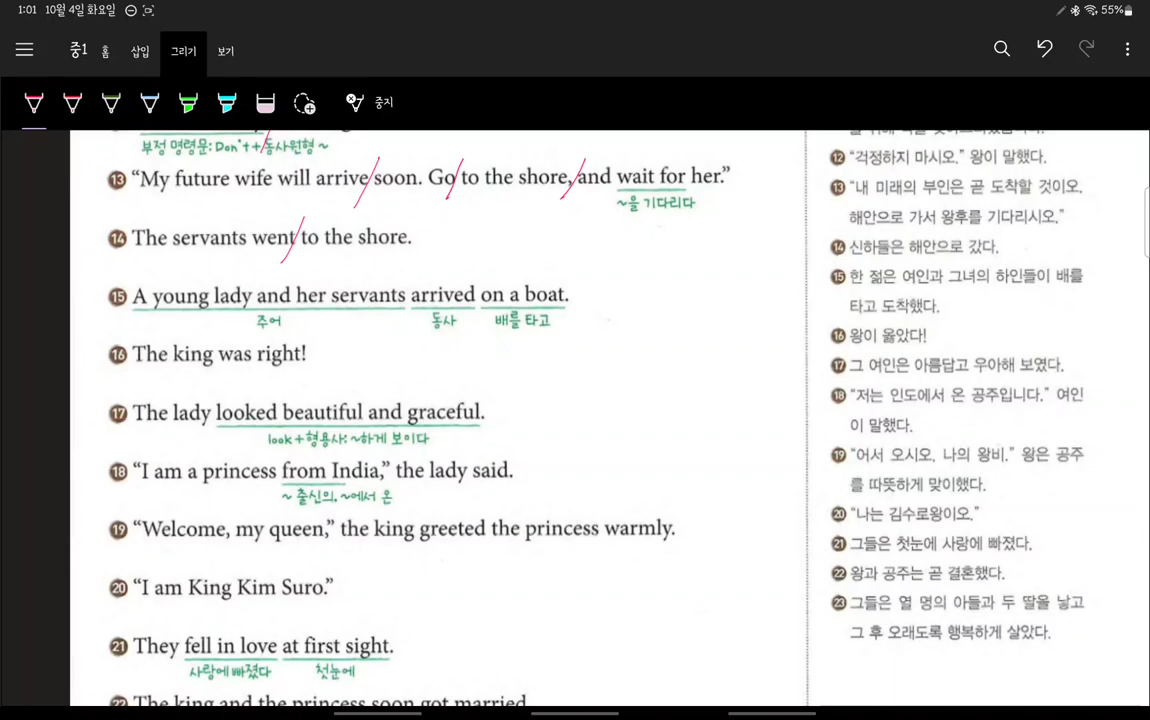 1:01 10월 4일 화요일 55%
중1 홈 삽입 그리기 보기
중지
부정 명령문: Don't+동사원형 ~
⑬ “My future wife will arrive soon. Go to the shore, and wait for her.”
~을 기다리다
⑭ The servants went to the shore.
⑮ A young lady and her servants arrived on a boat.
주어 동사 배를 타고
⑯ The king was right!
⑰ The lady looked beautiful and graceful.
look+형용사: ~하게 보이다
⑱ “I am a princess from India,” the lady said.
~ 출신의, ~에서 온
⑲ “Welcome, my queen,” the king greeted the princess warmly.
⑳ “I am King Kim Suro.”
㉑ They fell in love at first sight.
사랑에 빠졌다 첫눈에
㉒ The king and the princess soon got married.
⑫ “걱정하지 마시오.” 왕이 말했다.
⑬ “내 미래의 부인은 곧 도착할 것이오.
해안으로 가서 왕후를 기다리시오.”
⑭ 신하들은 해안으로 갔다.
⑮ 한 젊은 여인과 그녀의 하인들이 배를
타고 도착했다.
⑯ 왕이 옳았다!
⑰ 그 여인은 아름답고 우아해 보였다.
⑱ “저는 인도에서 온 공주입니다.” 여인
이 말했다.
⑲ “어서 오시오, 나의 왕비.” 왕은 공주
를 따뜻하게 맞이했다.
⑳ “나는 김수로왕이오.”
㉑ 그들은 첫눈에 사랑에 빠졌다.
㉒ 왕과 공주는 곧 결혼했다.
㉓ 그들은 열 명의 아들과 두 딸을 낳고
그 후 오래도록 행복하게 살았다.